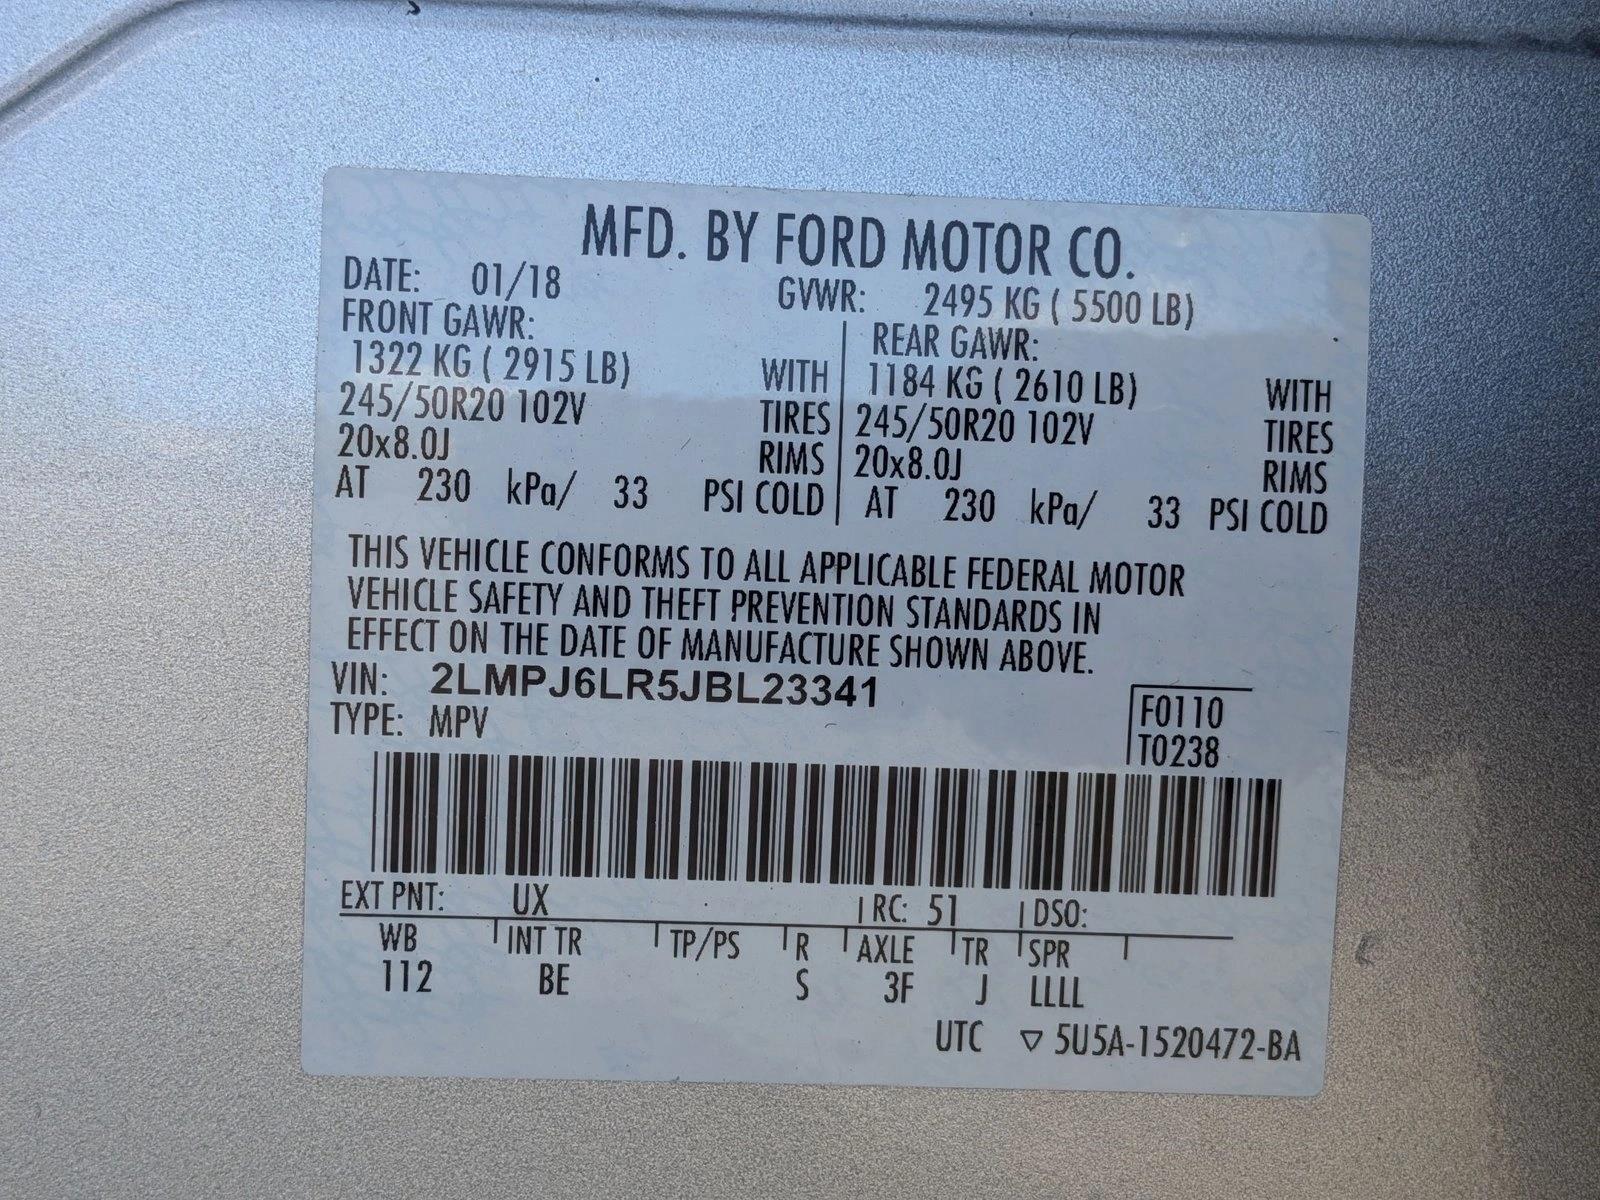 MFD. BY FORD MOTOR CO.
DATE: 01/18 GVWR: 2495 KG ( 5500 LB)
FRONT GAWR: REAR GAWR:
1322 KG ( 2915 LB) WITH 1184 KG ( 2610 LB) WITH
245/50R20 102V TIRES 245/50R20 102V TIRES
20x8.0J RIMS 20x8.0J RIMS
AT 230 kPa/ 33 PSI COLD AT 230 kPa/ 33 PSI COLD
THIS VEHICLE CONFORMS TO ALL APPLICABLE FEDERAL MOTOR
VEHICLE SAFETY AND THEFT PREVENTION STANDARDS IN
EFFECT ON THE DATE OF MANUFACTURE SHOWN ABOVE.
VIN: 2LMPJ6LR5JBL23341
TYPE: MPV
F0110
T0238
EXT PNT: UX RC: 51 DSO:
WB INT TR TP/PS R AXLE TR SPR
112 BE S 3F J LLLL
UTC ▽ 5U5A-1520472-BA